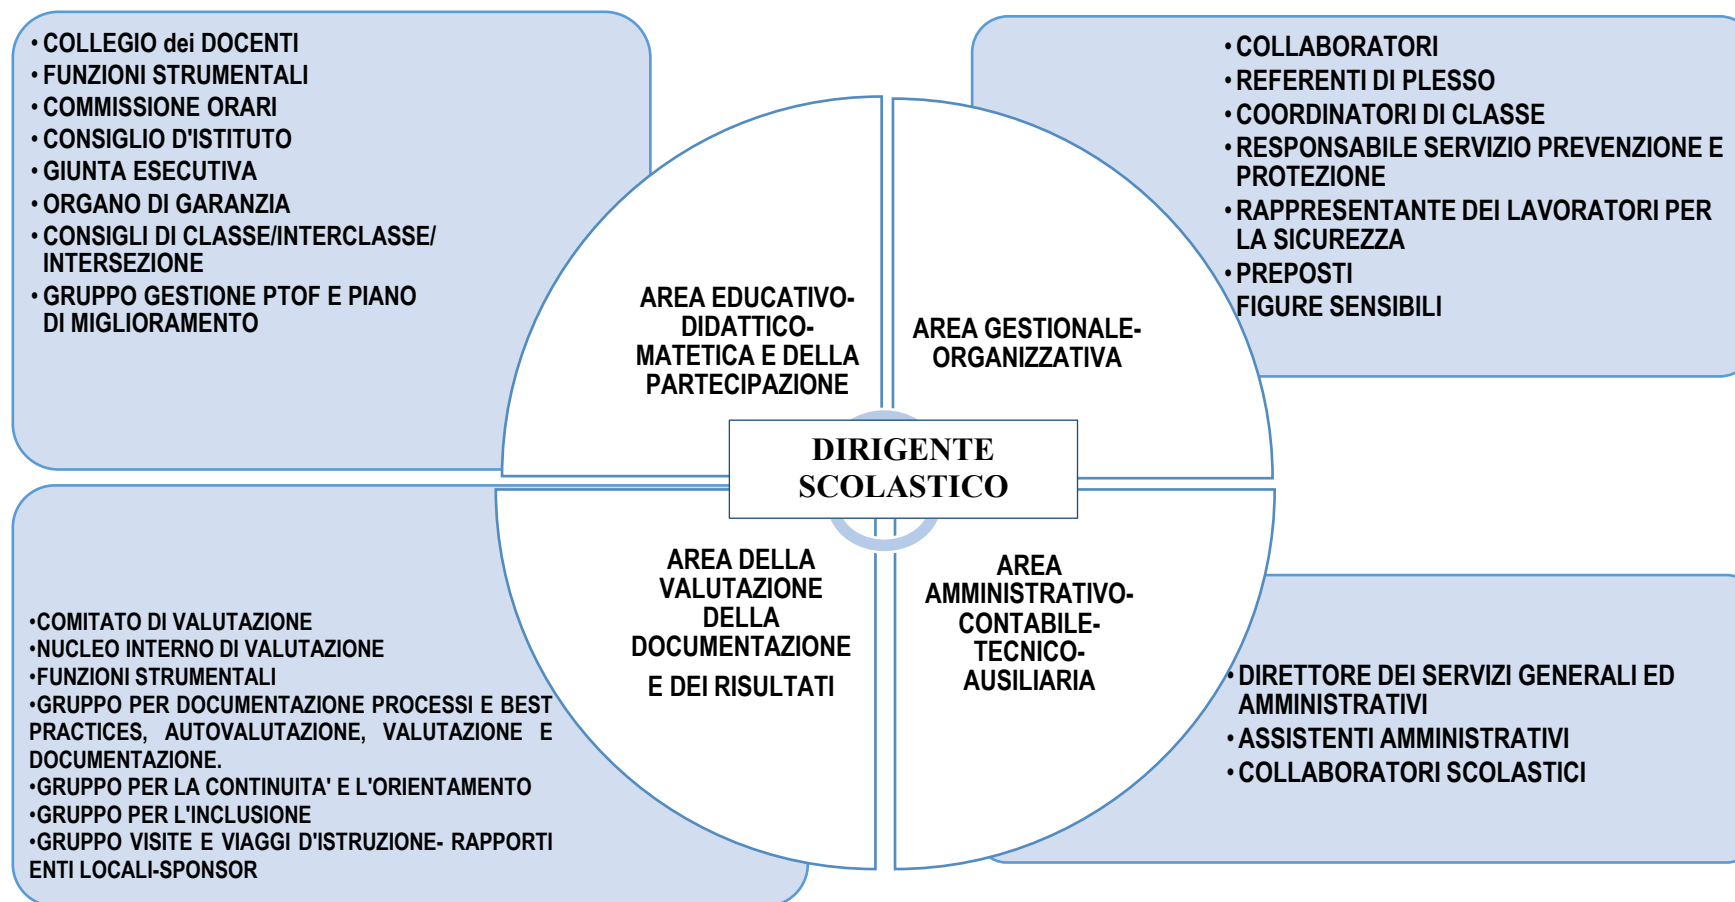 • COLLEGIO dei DOCENTI
• FUNZIONI STRUMENTALI
• COMMISSIONE ORARI
• CONSIGLIO D'ISTITUTO
• GIUNTA ESECUTIVA
• ORGANO DI GARANZIA
• CONSIGLI DI CLASSE/INTERCLASSE/
INTERSEZIONE
• GRUPPO GESTIONE PTOF E PIANO
DI MIGLIORAMENTO
• COLLABORATORI
• REFERENTI DI PLESSO
• COORDINATORI DI CLASSE
• RESPONSABILE SERVIZIO PREVENZIONE E
PROTEZIONE
• RAPPRESENTANTE DEI LAVORATORI PER
LA SICUREZZA
• PREPOSTI
FIGURE SENSIBILI
AREA EDUCATIVO-
DIDATTICO-
MATETICA E DELLA
PARTECIPAZIONE
AREA GESTIONALE-
ORGANIZZATIVA
DIRIGENTE
SCOLASTICO
AREA DELLA
VALUTAZIONE
DELLA
DOCUMENTAZIONE
E DEI RISULTATI
AREA
AMMINISTRATIVO-
CONTABILE-
TECNICO-
AUSILIARIA
•COMITATO DI VALUTAZIONE
•NUCLEO INTERNO DI VALUTAZIONE
•FUNZIONI STRUMENTALI
•GRUPPO PER DOCUMENTAZIONE PROCESSI E BEST
PRACTICES, AUTOVALUTAZIONE, VALUTAZIONE E
DOCUMENTAZIONE.
•GRUPPO PER LA CONTINUITA' E L'ORIENTAMENTO
•GRUPPO PER L'INCLUSIONE
•GRUPPO VISITE E VIAGGI D'ISTRUZIONE- RAPPORTI
ENTI LOCALI-SPONSOR
• DIRETTORE DEI SERVIZI GENERALI ED
AMMINISTRATIVI
• ASSISTENTI AMMINISTRATIVI
• COLLABORATORI SCOLASTICI